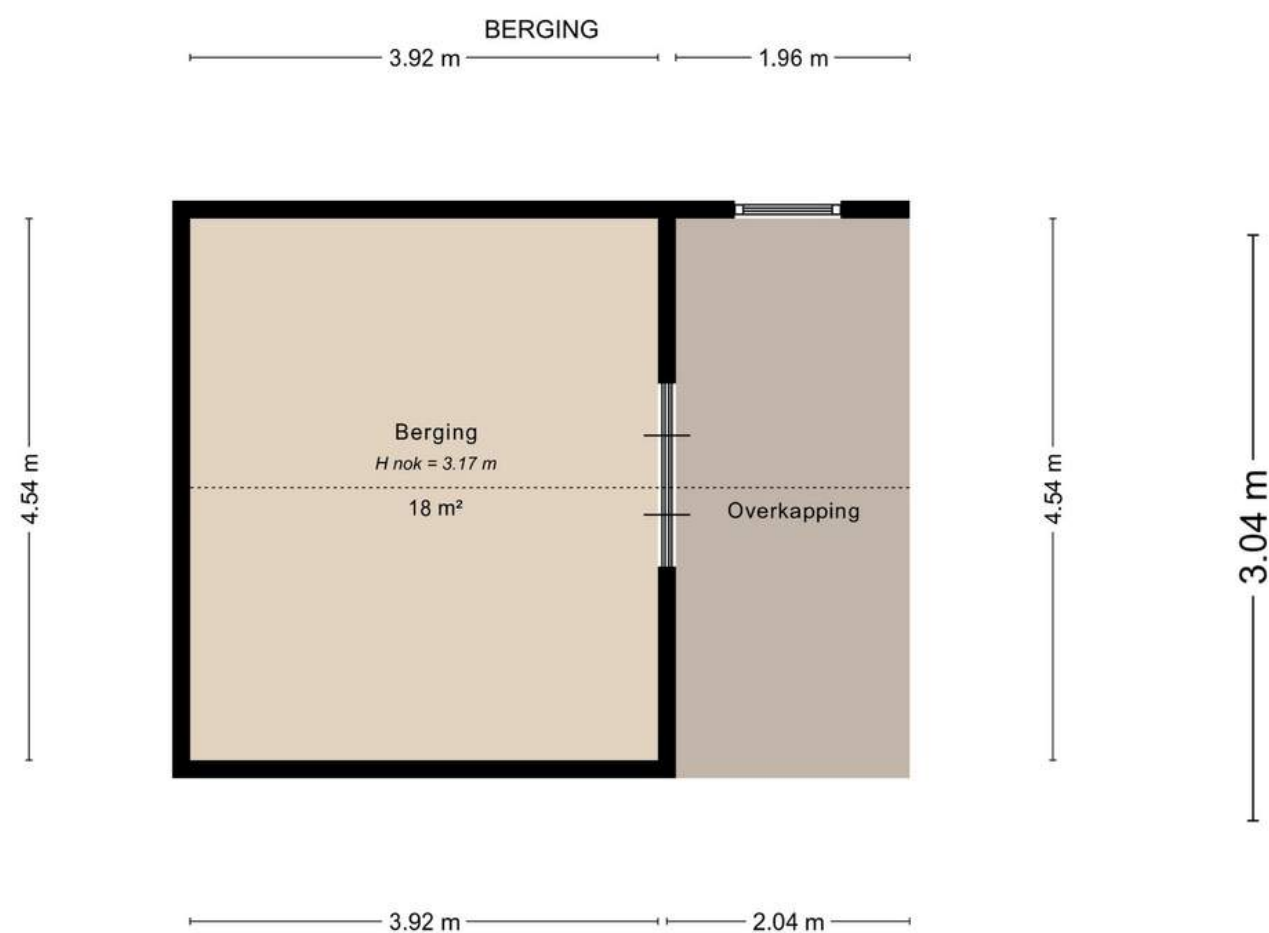 BERGING
3.92 m
1.96 m
4.54 m
Berging
H nok = 3.17 m
18 m²
Overkapping
4.54 m
3.04 m
3.92 m
2.04 m